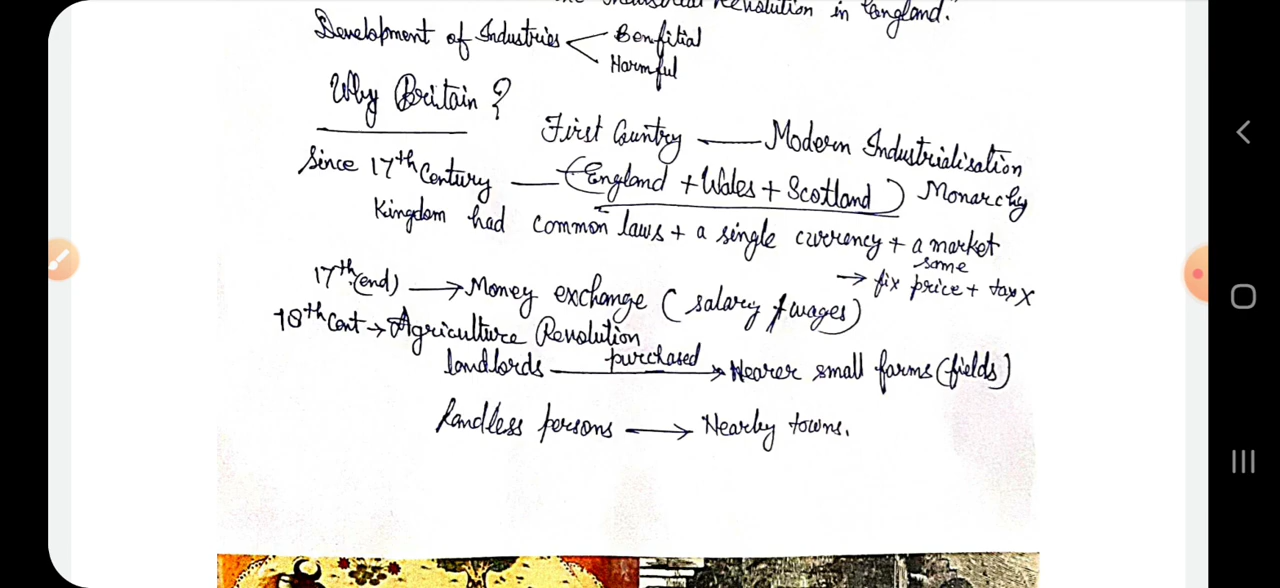 Revolution in England."
Development of Industries Benfitial
Harmful
Why Britain ?
First Country — Modern Industrialisation
Since 17th Century — (England + Wales + Scotland) Monarchy
Kingdom had common laws + a single currency + a market
same
→ fix price + tax X
17th (end) → Money exchange (salary / wages)
18th Cent → Agriculture Revolution
landlords purchased → Nearer small farms (fields)
landless persons → Nearby towns.